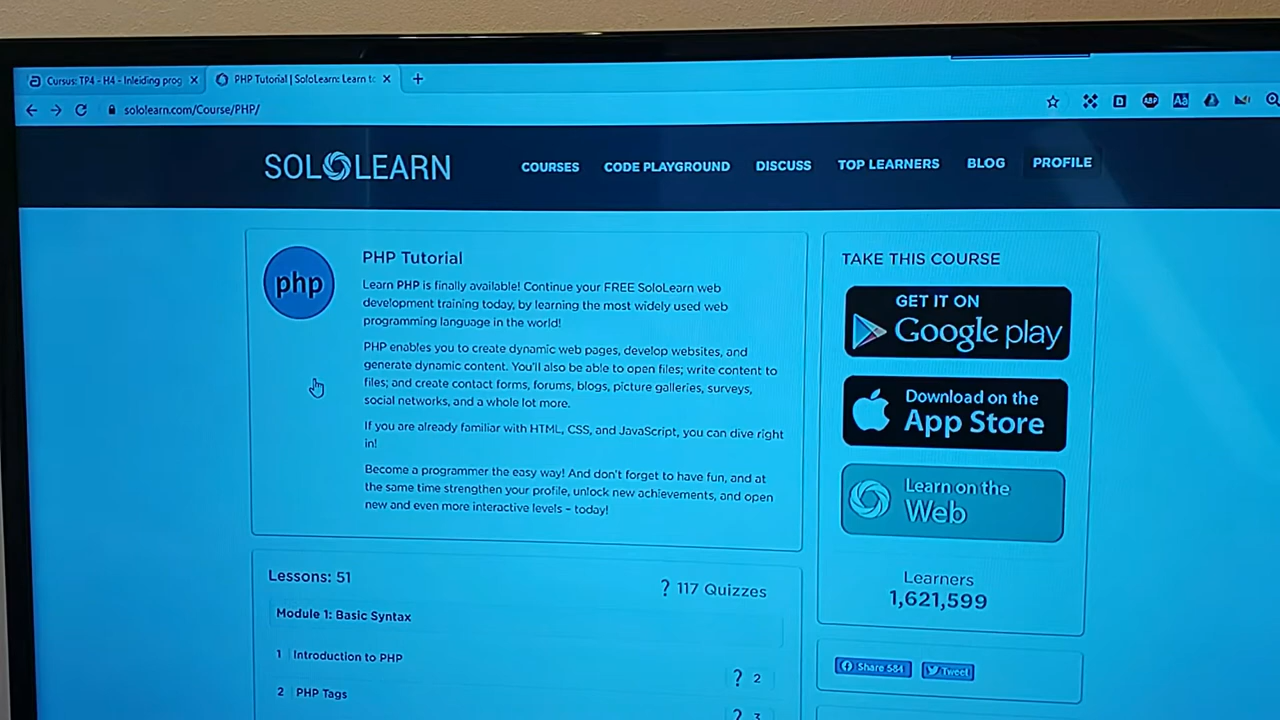 Cursus: TP4 - H4 - Inleiding prog
PHP Tutorial | SoloLearn: Learn to
sololearn.com/Course/PHP/
ABP
SOLOLEARN
COURSES
CODE PLAYGROUND
DISCUSS
TOP LEARNERS
BLOG
PROFILE
php
PHP Tutorial
Learn PHP is finally available! Continue your FREE SoloLearn web
development training today, by learning the most widely used web
programming language in the world!
PHP enables you to create dynamic web pages, develop websites, and
generate dynamic content. You'll also be able to open files; write content to
files; and create contact forms, forums, blogs, picture galleries, surveys,
social networks, and a whole lot more.
If you are already familiar with HTML, CSS, and JavaScript, you can dive right
in!
Become a programmer the easy way! And don't forget to have fun, and at
the same time strengthen your profile, unlock new achievements, and open
new and even more interactive levels – today!
TAKE THIS COURSE
GET IT ON
Google play
Download on the
App Store
Learn on the
Web
Learners
1,621,599
Share 584
Tweet
Lessons: 51
? 117 Quizzes
Module 1: Basic Syntax
1 Introduction to PHP
? 2
2 PHP Tags
? 3